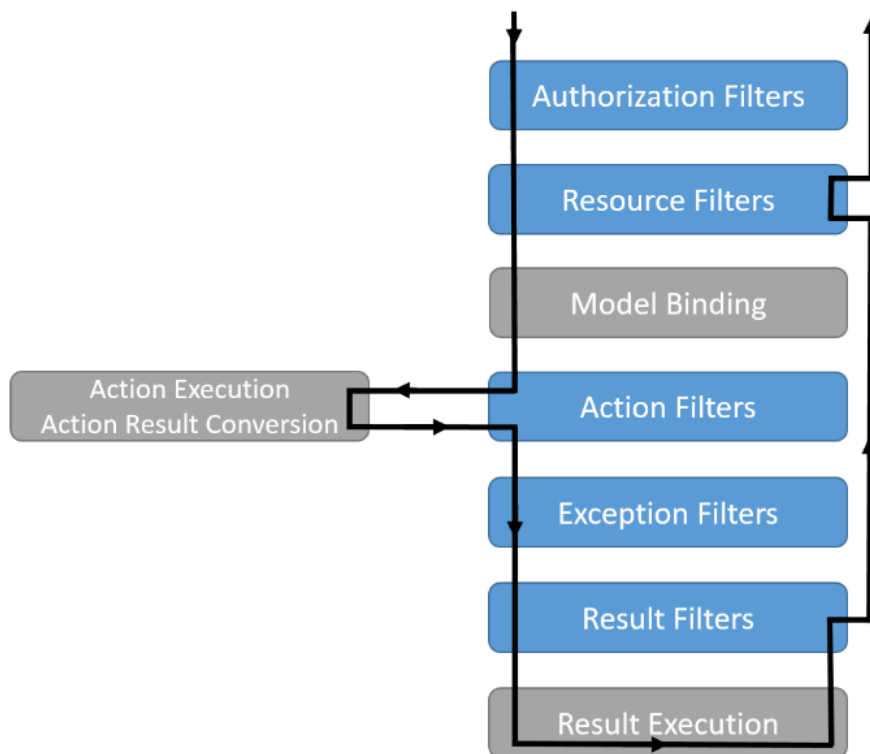 Authorization Filters
Resource Filters
Model Binding
Action Execution
Action Result Conversion
Action Filters
Exception Filters
Result Filters
Result Execution